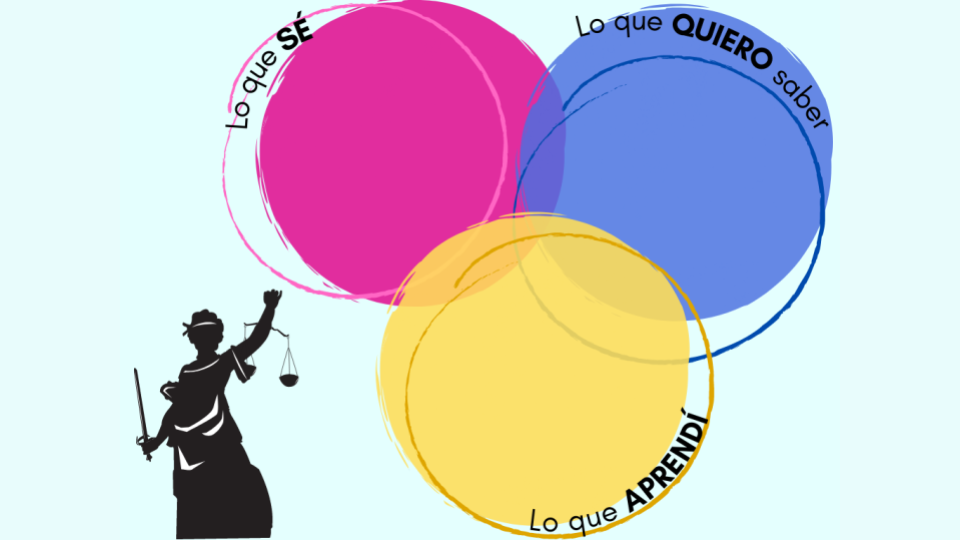 Lo que SÉ
Lo que QUIERO saber
Lo que APRENDÍ